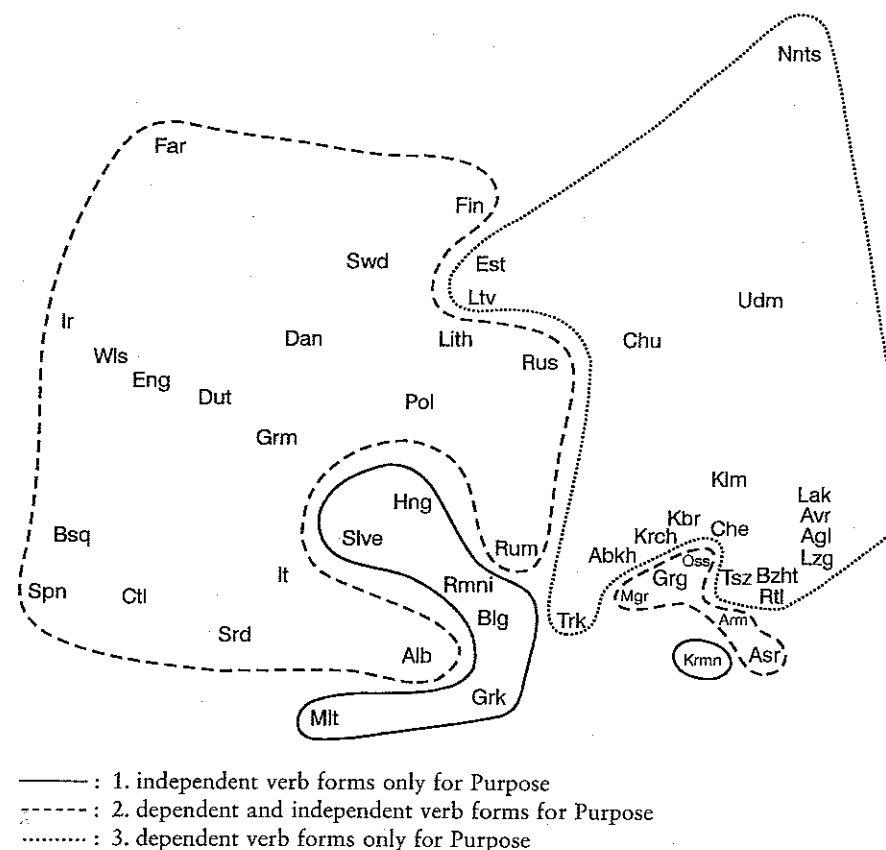 Nnts
Far
Fin
Swd
Est
Ltv
Udm
Ir
Dan
Lith
Chu
Wls
Rus
Eng
Dut
Pol
Grm
Klm
Hng
Lak
Avr
Kbr
Bsq
Slve
Krch
Che
Agl
Rum
Abkh
Oss
Lzg
It
Rmni
Grg
Tsz
Bzht
Spn
Ctl
Mgr
Rtl
Blg
Trk
Arm
Srd
Alb
Krmn
Asr
Grk
Mlt
——— : 1. independent verb forms only for Purpose
------- : 2. dependent and independent verb forms for Purpose
········ : 3. dependent verb forms only for Purpose